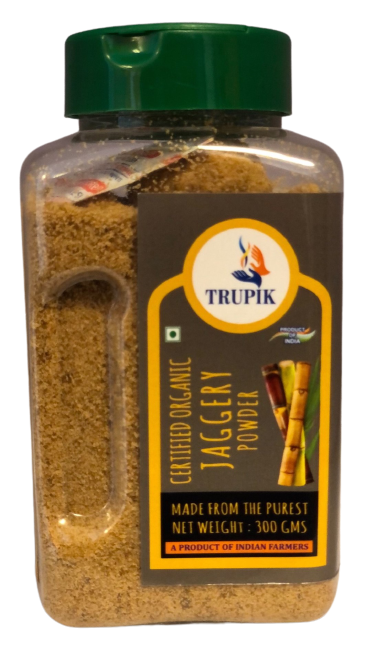 TRUPIK
PRODUCT
OF
INDIA
CERTIFIED ORGANIC
JAGGERY
POWDER
MADE FROM THE PUREST
NET WEIGHT : 300 GMS
A PRODUCT OF INDIAN FARMERS